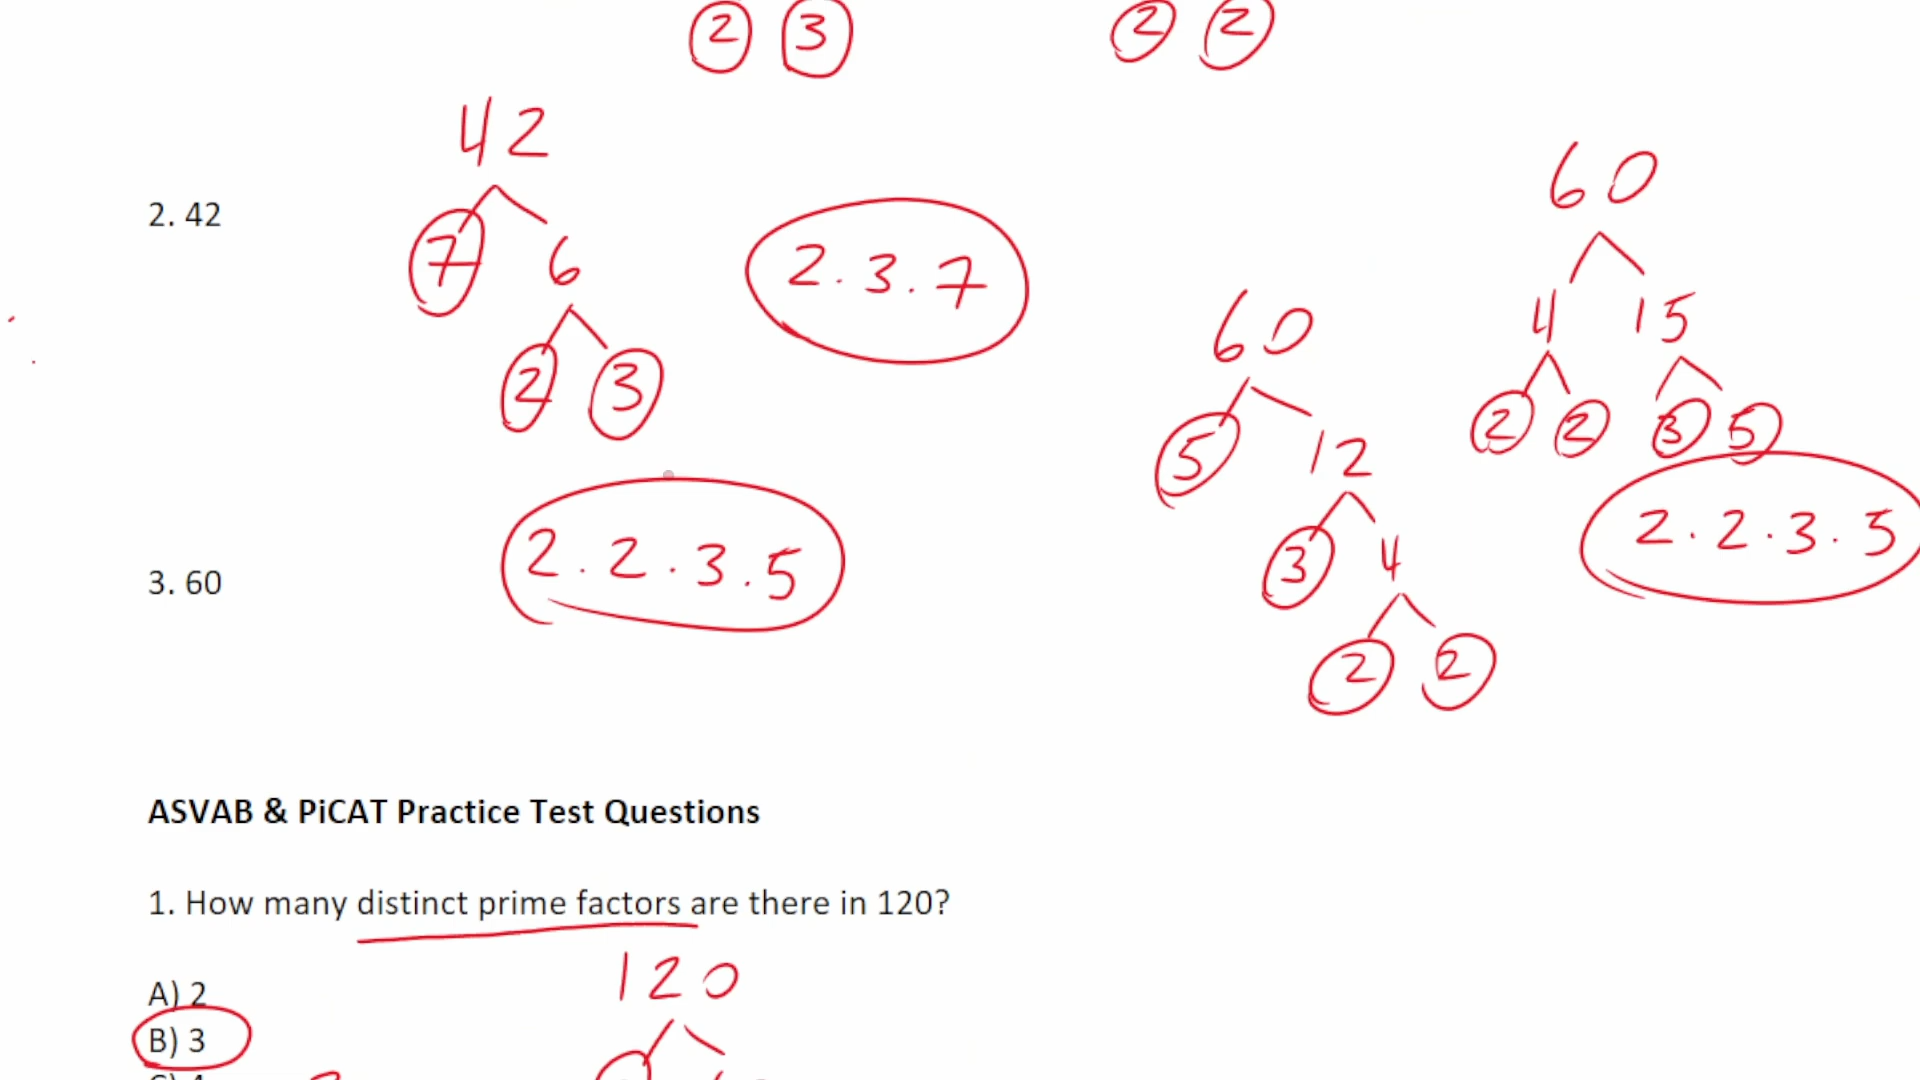 2 3 2 2
42
60
2. 42
7 6
2 . 3 . 7
60
4 15
2 3
5 12
2 2 3 5
2 . 2 . 3 . 5
3 4
2 . 2 . 3 . 5
3. 60
2 2
ASVAB & PiCAT Practice Test Questions
1. How many distinct prime factors are there in 120?
120
A) 2
B) 3